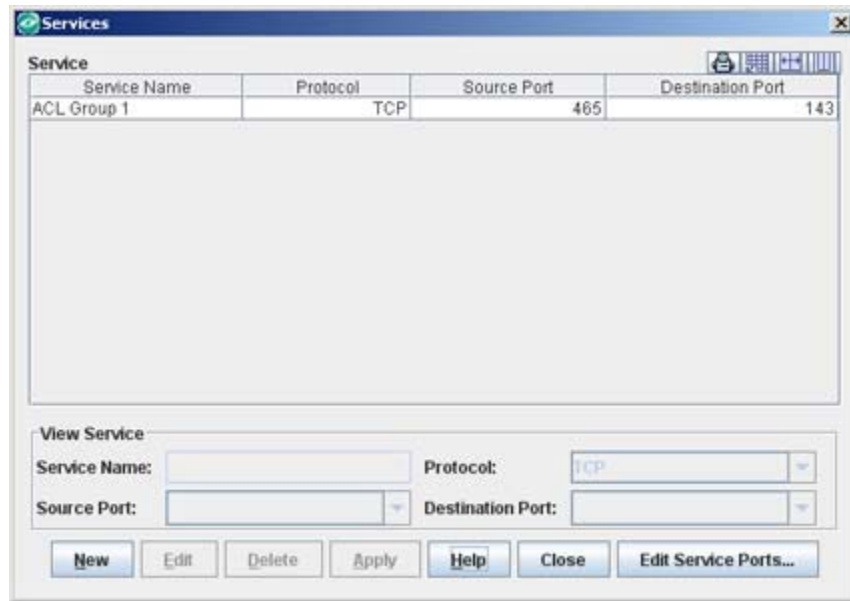 Services
Service
Service Name Protocol Source Port Destination Port
ACL Group 1 TCP 465 143
View Service
Service Name: Protocol: TCP
Source Port: Destination Port:
New Edit Delete Apply Help Close Edit Service Ports...